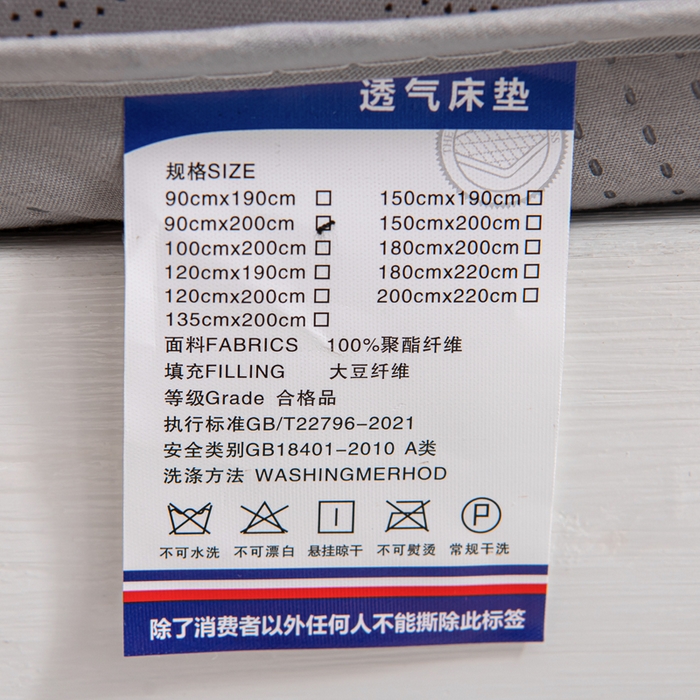 透气床垫
规格SIZE
90cmx190cm □ 150cmx190cm □
90cmx200cm ☑ 150cmx200cm □
100cmx200cm □ 180cmx200cm □
120cmx190cm □ 180cmx220cm □
120cmx200cm □ 200cmx220cm □
135cmx200cm □
面料FABRICS 100%聚酯纤维
填充FILLING 大豆纤维
等级Grade 合格品
执行标准GB/T22796-2021
安全类别GB18401-2010 A类
洗涤方法 WASHINGMERHOD
P
不可水洗 不可漂白 悬挂晾干 不可熨烫 常规干洗
除了消费者以外任何人不能撕除此标签